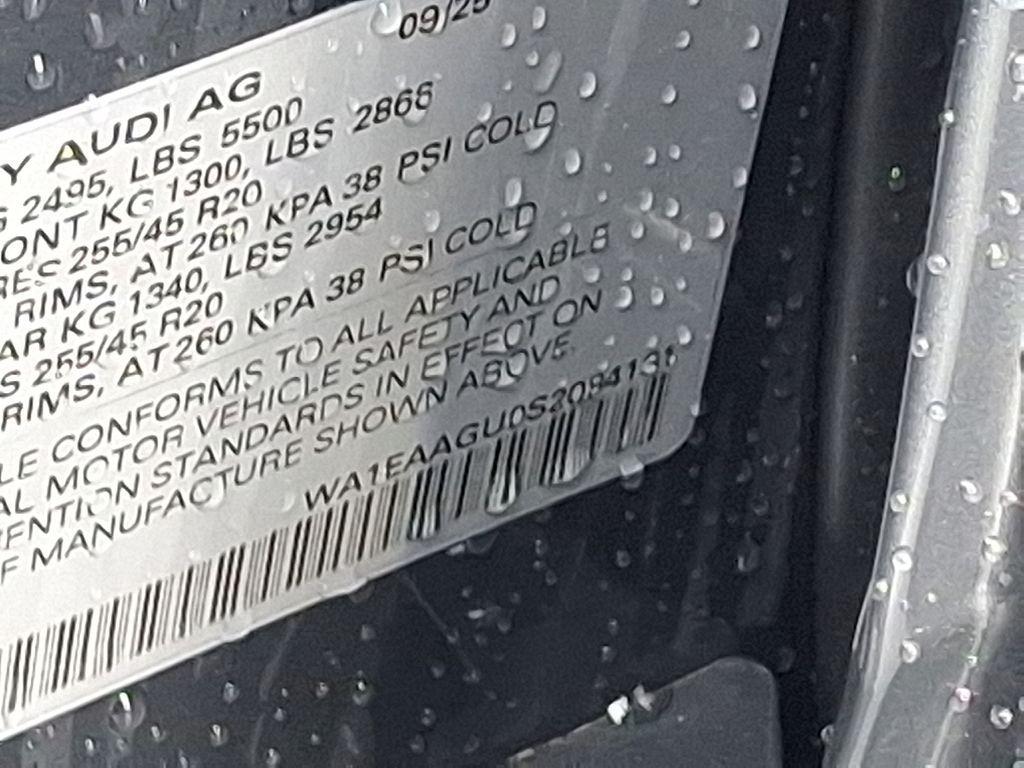 09/25
Y AUDI AG
G 2495, LBS 5500
ONT KG 1300, LBS 2866
RES 255/45 R20
RIMS, AT 260 KPA 38 PSI COLD
AR KG 1340, LBS 2954
S 255/45 R20
RIMS, AT 260 KPA 38 PSI COLD
LE CONFORMS TO ALL APPLICABLE
AL MOTOR VEHICLE SAFETY AND
ENTION STANDARDS IN EFFECT ON
F MANUFACTURE SHOWN ABOVE.